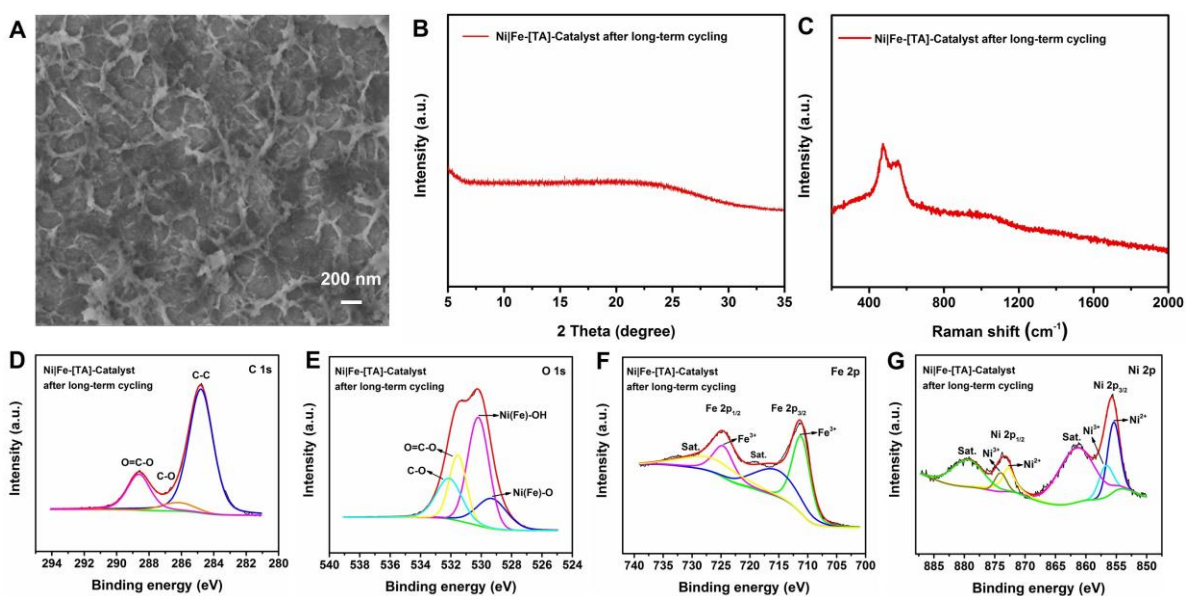 A
200 nm
B
Ni|Fe-[TA]-Catalyst after long-term cycling
Intensity (a.u.)
5 10 15 20 25 30 35
2 Theta (degree)
C
Ni|Fe-[TA]-Catalyst after long-term cycling
Intensity (a.u.)
400 800 1200 1600 2000
Raman shift (cm⁻¹)
D
Ni|Fe-[TA]-Catalyst
after long-term cycling
C 1s
C-C
O=C-O
C-O
Intensity (a.u.)
294 292 290 288 286 284 282 280
Binding energy (eV)
E
Ni|Fe-[TA]-Catalyst
after long-term cycling
O 1s
Ni(Fe)-OH
O=C-O
C-O
Ni(Fe)-O
Intensity (a.u.)
540 538 536 534 532 530 528 526 524
Binding energy (eV)
F
Ni|Fe-[TA]-Catalyst
after long-term cycling
Fe 2p
Fe 2p1/2
Fe 2p3/2
Sat.
Fe³⁺
Sat.
Fe³⁺
Intensity (a.u.)
740 735 730 725 720 715 710 705 700
Binding energy (eV)
G
Ni|Fe-[TA]-Catalyst
after long-term cycling
Ni 2p
Ni 2p3/2
Ni³⁺
Ni²⁺
Sat.
Ni 2p1/2
Sat.
Ni³⁺
Ni²⁺
Intensity (a.u.)
885 880 875 870 865 860 855 850
Binding energy (eV)